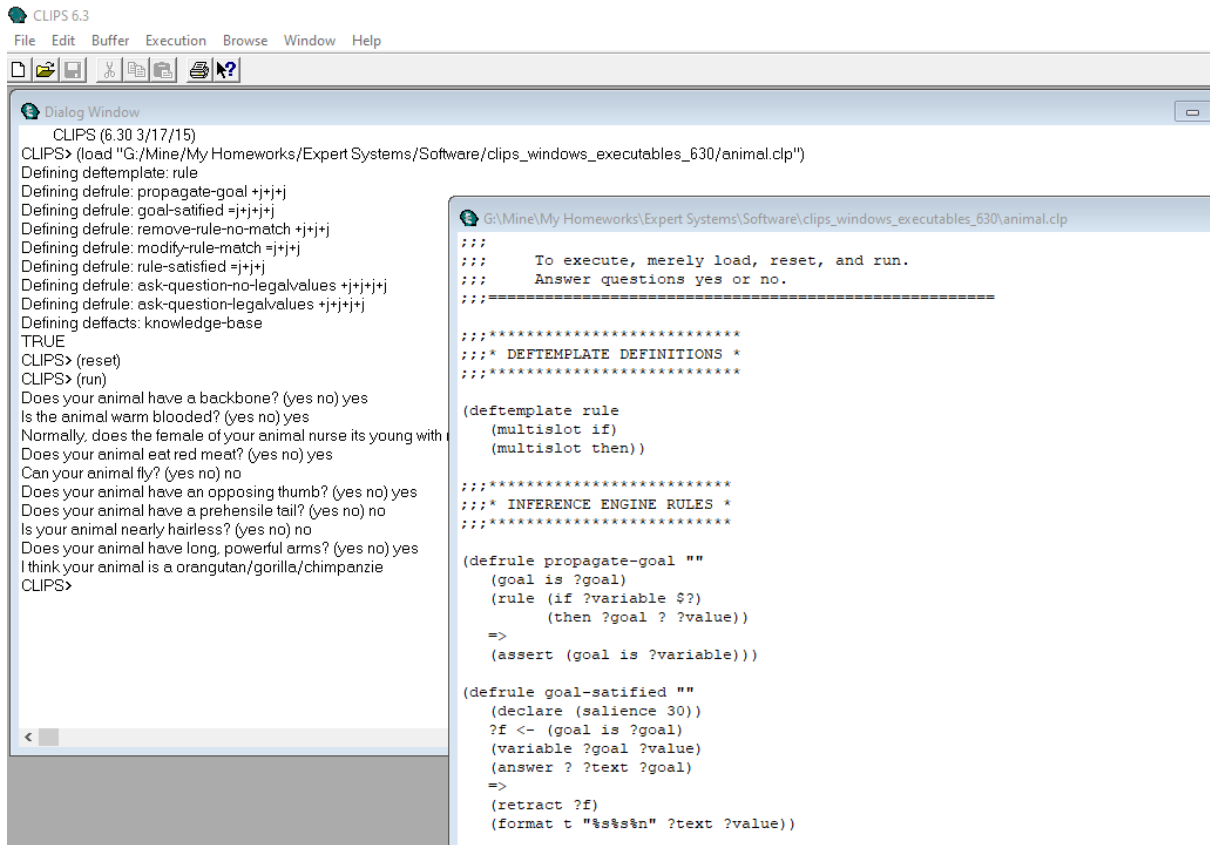 CLIPS 6.3
File Edit Buffer Execution Browse Window Help
Dialog Window
CLIPS (6.30 3/17/15)
CLIPS> (load "G:/Mine/My Homeworks/Expert Systems/Software/clips_windows_executables_630/animal.clp")
Defining deftemplate: rule
Defining defrule: propagate-goal +j+j+j
Defining defrule: goal-satified =j+j+j+j
Defining defrule: remove-rule-no-match +j+j+j
Defining defrule: modify-rule-match =j+j+j
Defining defrule: rule-satisfied =j+j+j
Defining defrule: ask-question-no-legalvalues +j+j+j+j
Defining defrule: ask-question-legalvalues +j+j+j+j
Defining deffacts: knowledge-base
TRUE
CLIPS> (reset)
CLIPS> (run)
Does your animal have a backbone? (yes no) yes
Is the animal warm blooded? (yes no) yes
Normally, does the female of your animal nurse its young with
Does your animal eat red meat? (yes no) yes
Can your animal fly? (yes no) no
Does your animal have an opposing thumb? (yes no) yes
Does your animal have a prehensile tail? (yes no) no
Is your animal nearly hairless? (yes no) no
Does your animal have long, powerful arms? (yes no) yes
I think your animal is a orangutan/gorilla/chimpanzie
CLIPS>
G:\Mine\My Homeworks\Expert Systems\Software\clips_windows_executables_630\animal.clp
;;;
;;; To execute, merely load, reset, and run.
;;; Answer questions yes or no.
;;;======================================================
;;;***************************
;;;* DEFTEMPLATE DEFINITIONS *
;;;***************************
(deftemplate rule
(multislot if)
(multislot then))
;;;**************************
;;;* INFERENCE ENGINE RULES *
;;;**************************
(defrule propagate-goal ""
(goal is ?goal)
(rule (if ?variable $?)
(then ?goal ? ?value))
=>
(assert (goal is ?variable)))
(defrule goal-satified ""
(declare (salience 30))
?f <- (goal is ?goal)
(variable ?goal ?value)
(answer ? ?text ?goal)
=>
(retract ?f)
(format t "%s%s%n" ?text ?value))